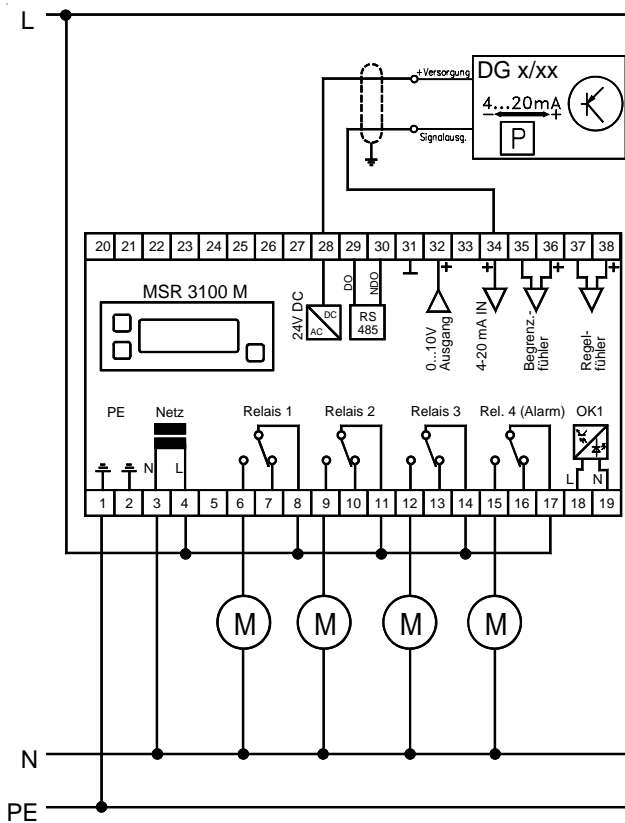 L
+Versorgung
DG x/xx
4...20mA
− +
Signalausg.
P
20 21 22 23 24 25 26 27 28 29 30 31 32 33 34 35 36 37 38
+ + + +
MSR 3100 M
24V DC
DC
AC
DO
NDO
RS
485
0...10V
Ausgang
4-20 mA IN
Begrenz.-
fühler
Regel-
fühler
PE Netz Relais 1 Relais 2 Relais 3 Rel. 4 (Alarm) OK1
N L L N
1 2 3 4 5 6 7 8 9 10 11 12 13 14 15 16 17 18 19
M M M M
N
PE